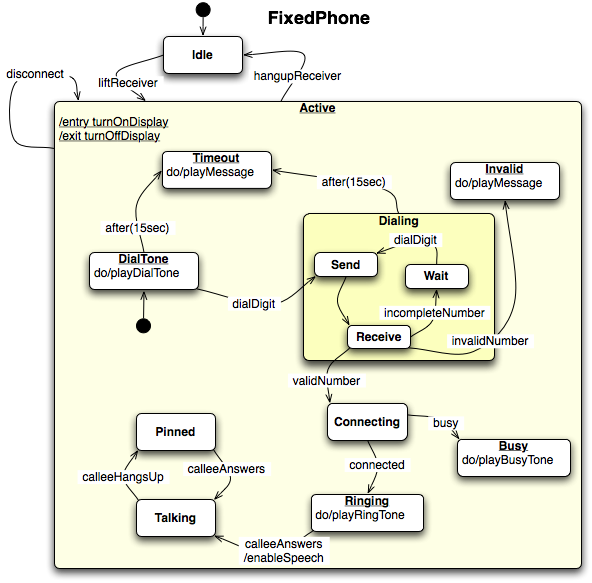 FixedPhone
Idle
disconnect
liftReceiver
hangupReceiver
Active
/entry turnOnDisplay
/exit turnOffDisplay
Timeout
do/playMessage
Invalid
do/playMessage
after(15sec)
after(15sec)
Dialing
dialDigit
DialTone
do/playDialTone
Send
Wait
dialDigit
incompleteNumber
Receive
invalidNumber
validNumber
Connecting
busy
Pinned
Busy
do/playBusyTone
calleeAnswers
connected
calleeHangsUp
Ringing
do/playRingTone
Talking
calleeAnswers
/enableSpeech